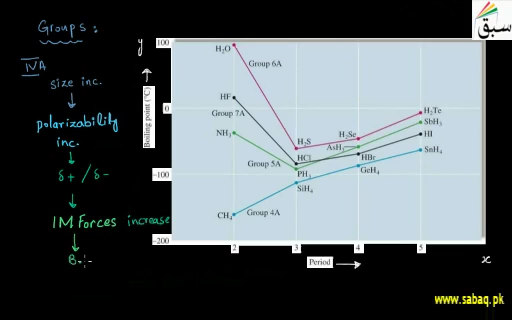 سبق
Groups :
IVA
size inc.
polarizability
inc.
δ+ / δ-
IM Forces increase
B.
y
100
0
-100
-200
Boiling point (°C)
H₂O
Group 6A
HF
Group 7A
NH₃
Group 5A
CH₄
Group 4A
H₂S
HCl
PH₃
SiH₄
H₂Se
AsH₃
HBr
GeH₄
H₂Te
SbH₃
HI
SnH₄
2
3
4
5
Period
x
www.sabaq.pk